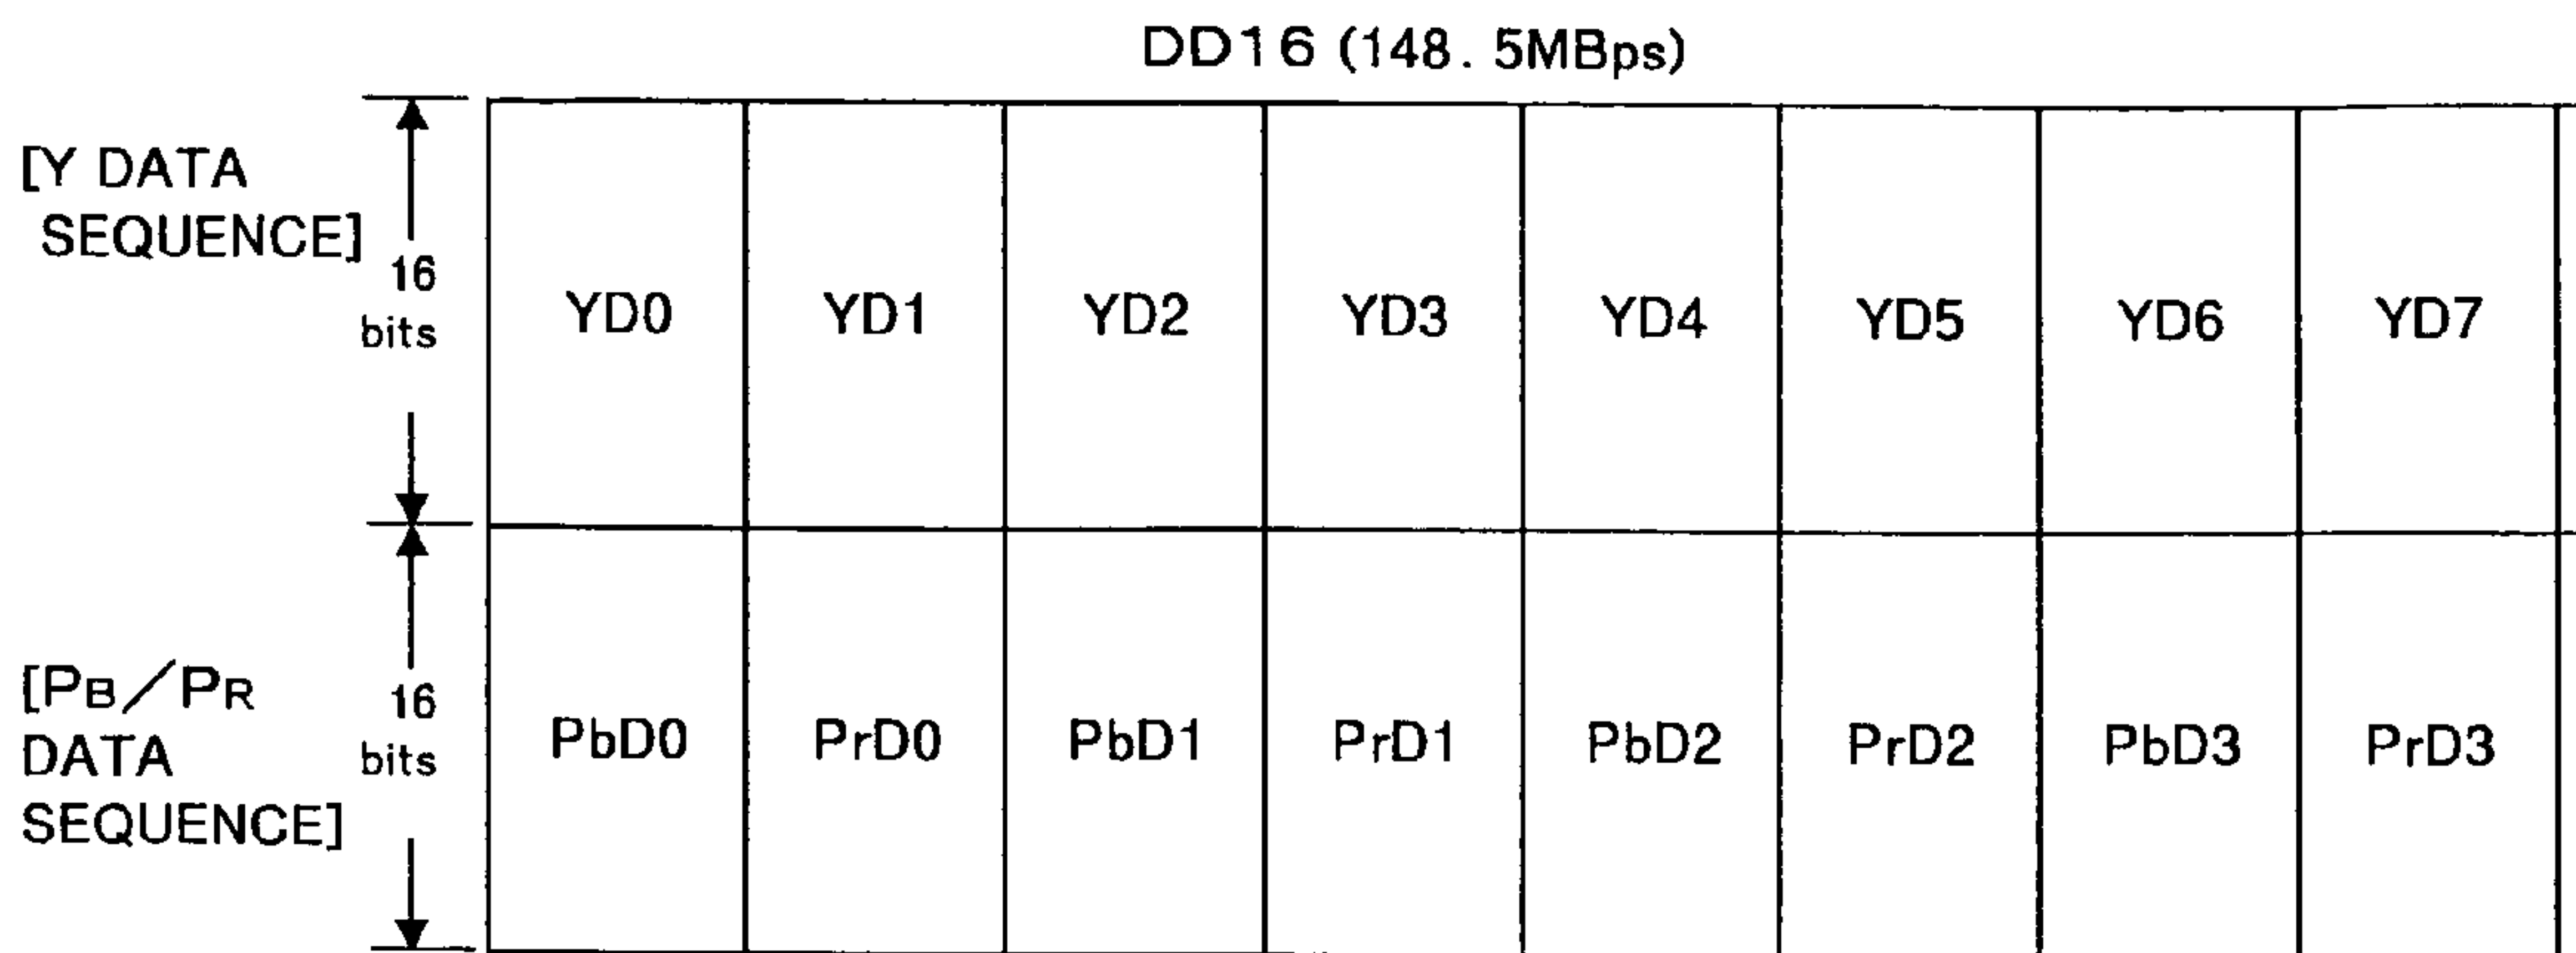 DD16 (148. 5MBps)
[Y DATA
SEQUENCE]
16
bits
YD0 YD1 YD2 YD3 YD4 YD5 YD6 YD7
[PB/PR
DATA
SEQUENCE]
16
bits
PbD0 PrD0 PbD1 PrD1 PbD2 PrD2 PbD3 PrD3